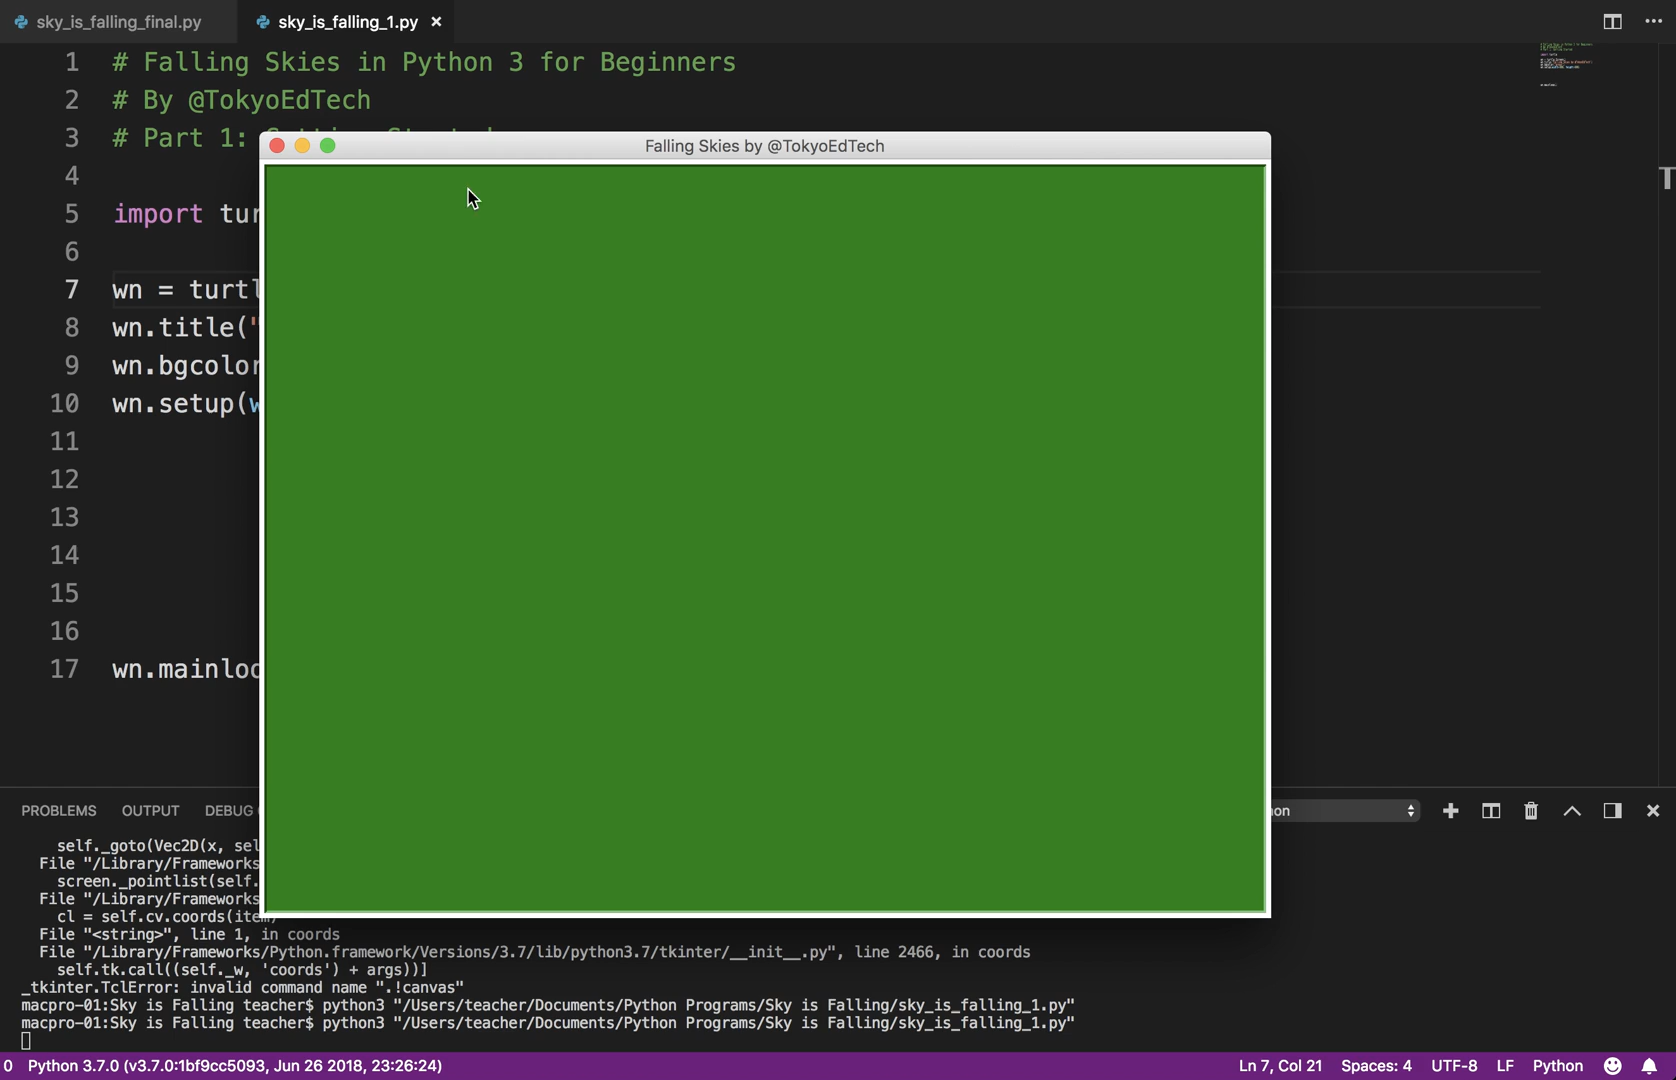 sky_is_falling_final.py
sky_is_falling_1.py
1 # Falling Skies in Python 3 for Beginners
2 # By @TokyoEdTech
3 # Part 1:
Falling Skies by @TokyoEdTech
4
5 import tur
6
7 wn = turtl
8 wn.title("
9 wn.bgcolor
10 wn.setup(w
11
12
13
14
15
16
17 wn.mainloo
PROBLEMS OUTPUT DEBUG on
self._goto(Vec2D(x, sel
File "/Library/Frameworks
screen._pointlist(self.
File "/Library/Frameworks
cl = self.cv.coords(item)
File "<string>", line 1, in coords
File "/Library/Frameworks/Python.framework/Versions/3.7/lib/python3.7/tkinter/__init__.py", line 2466, in coords
self.tk.call((self._w, 'coords') + args))]
_tkinter.TclError: invalid command name ".!canvas"
macpro-01:Sky is Falling teacher$ python3 "/Users/teacher/Documents/Python Programs/Sky is Falling/sky_is_falling_1.py"
macpro-01:Sky is Falling teacher$ python3 "/Users/teacher/Documents/Python Programs/Sky is Falling/sky_is_falling_1.py"
0 Python 3.7.0 (v3.7.0:1bf9cc5093, Jun 26 2018, 23:26:24) Ln 7, Col 21 Spaces: 4 UTF-8 LF Python